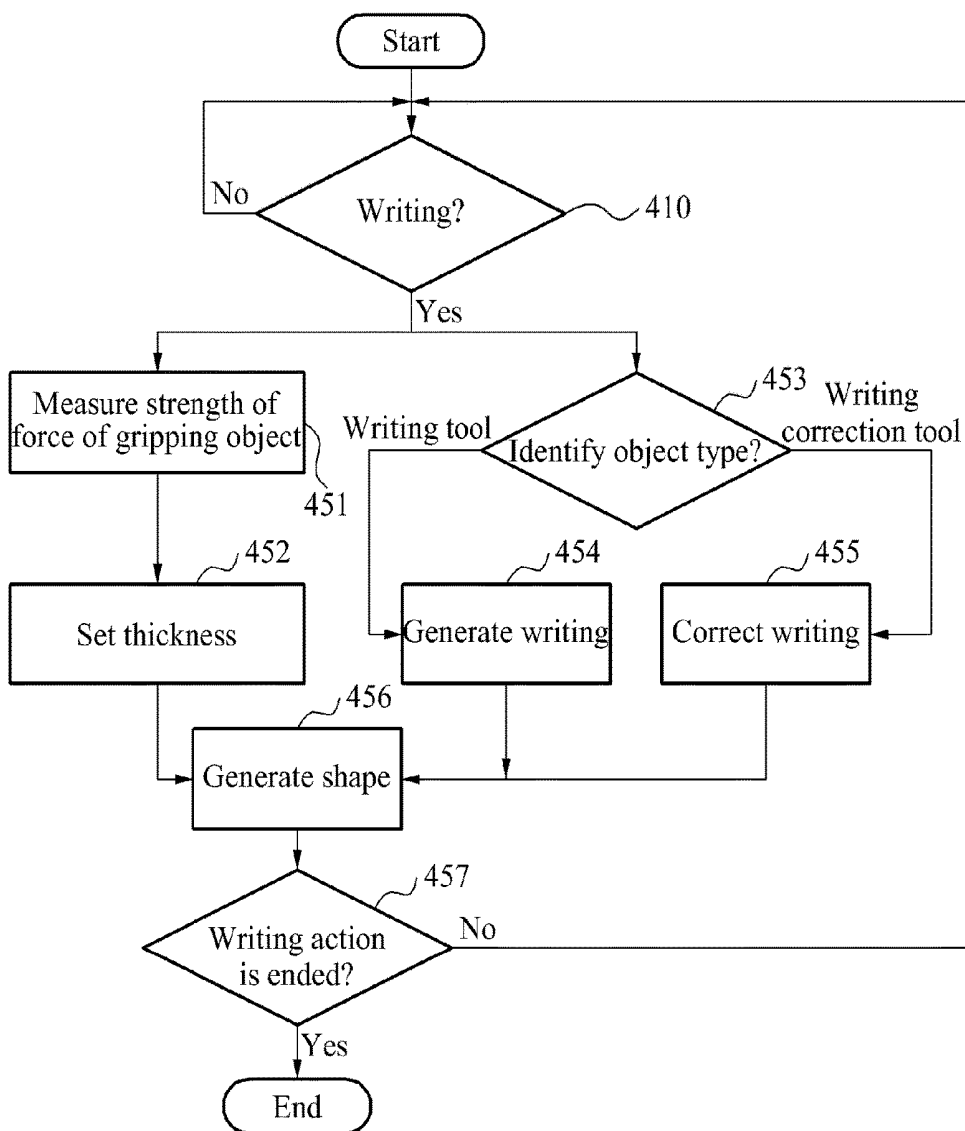 Start
No
Writing?
410
Yes
Measure strength of
force of gripping object
451
453
Writing tool
Identify object type?
Writing
correction tool
452
Set thickness
454
Generate writing
455
Correct writing
456
Generate shape
457
Writing action
is ended?
No
Yes
End